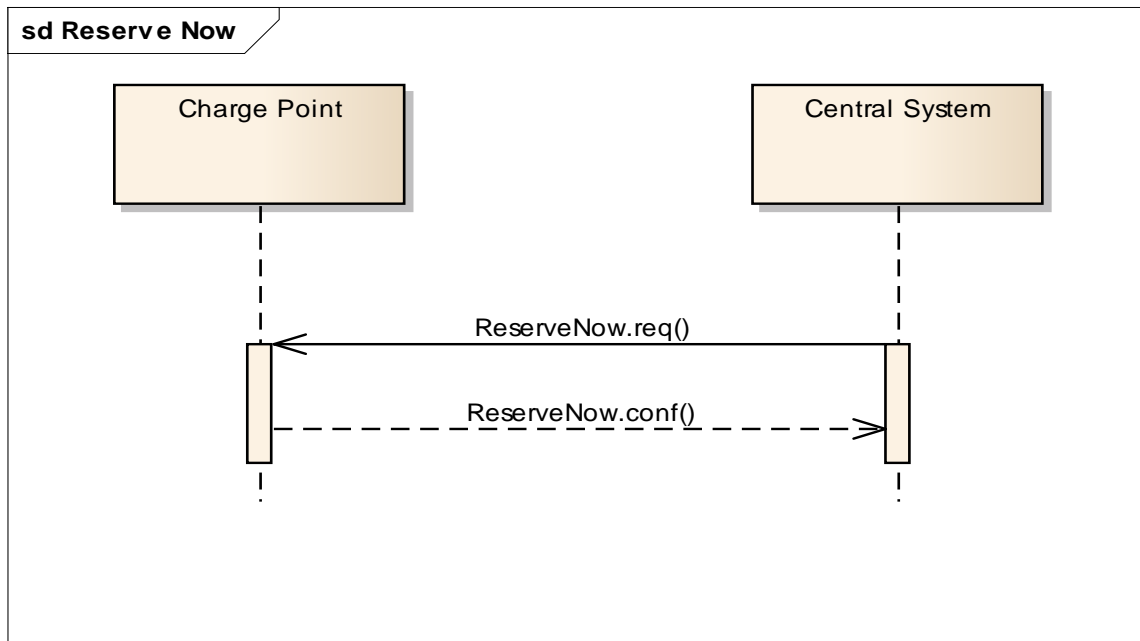 sd Reserve Now
Charge Point
Central System
ReserveNow.req()
ReserveNow.conf()